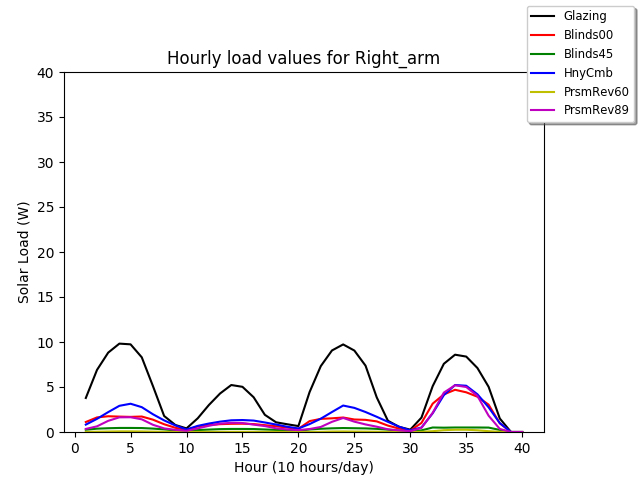 Glazing
Blinds00
Blinds45
HnyCmb
PrsmRev60
PrsmRev89
Hourly load values for Right_arm
40
35
30
25
20
15
10
5
0
Solar Load (W)
0 5 10 15 20 25 30 35 40
Hour (10 hours/day)